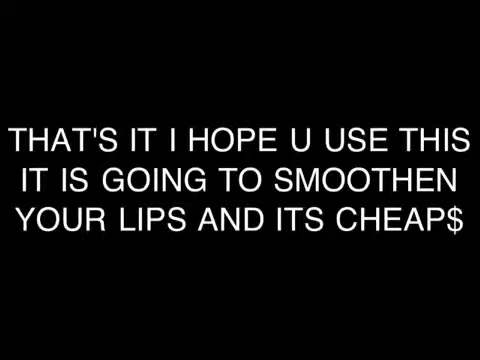 THAT'S IT I HOPE U USE THIS
IT IS GOING TO SMOOTHEN
YOUR LIPS AND ITS CHEAP$